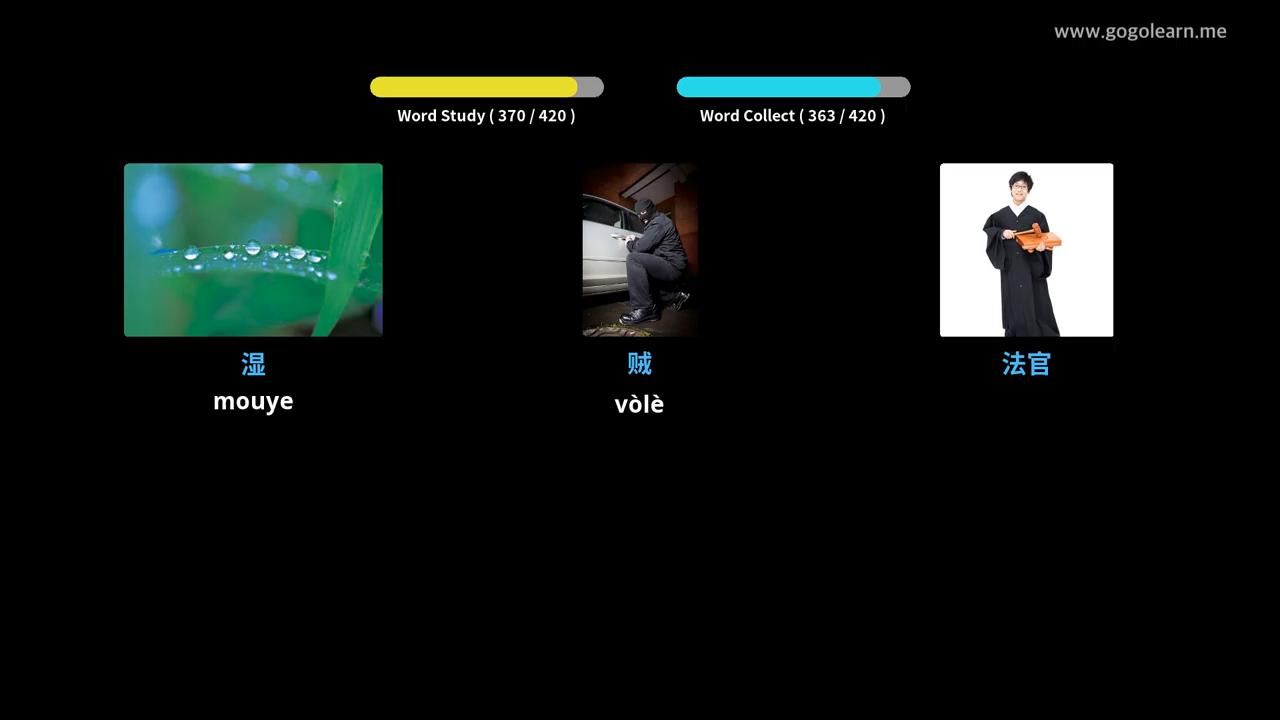 www.gogolearn.me
Word Study ( 370 / 420 )
Word Collect ( 363 / 420 )
湿
贼
法官
mouye
vòlè